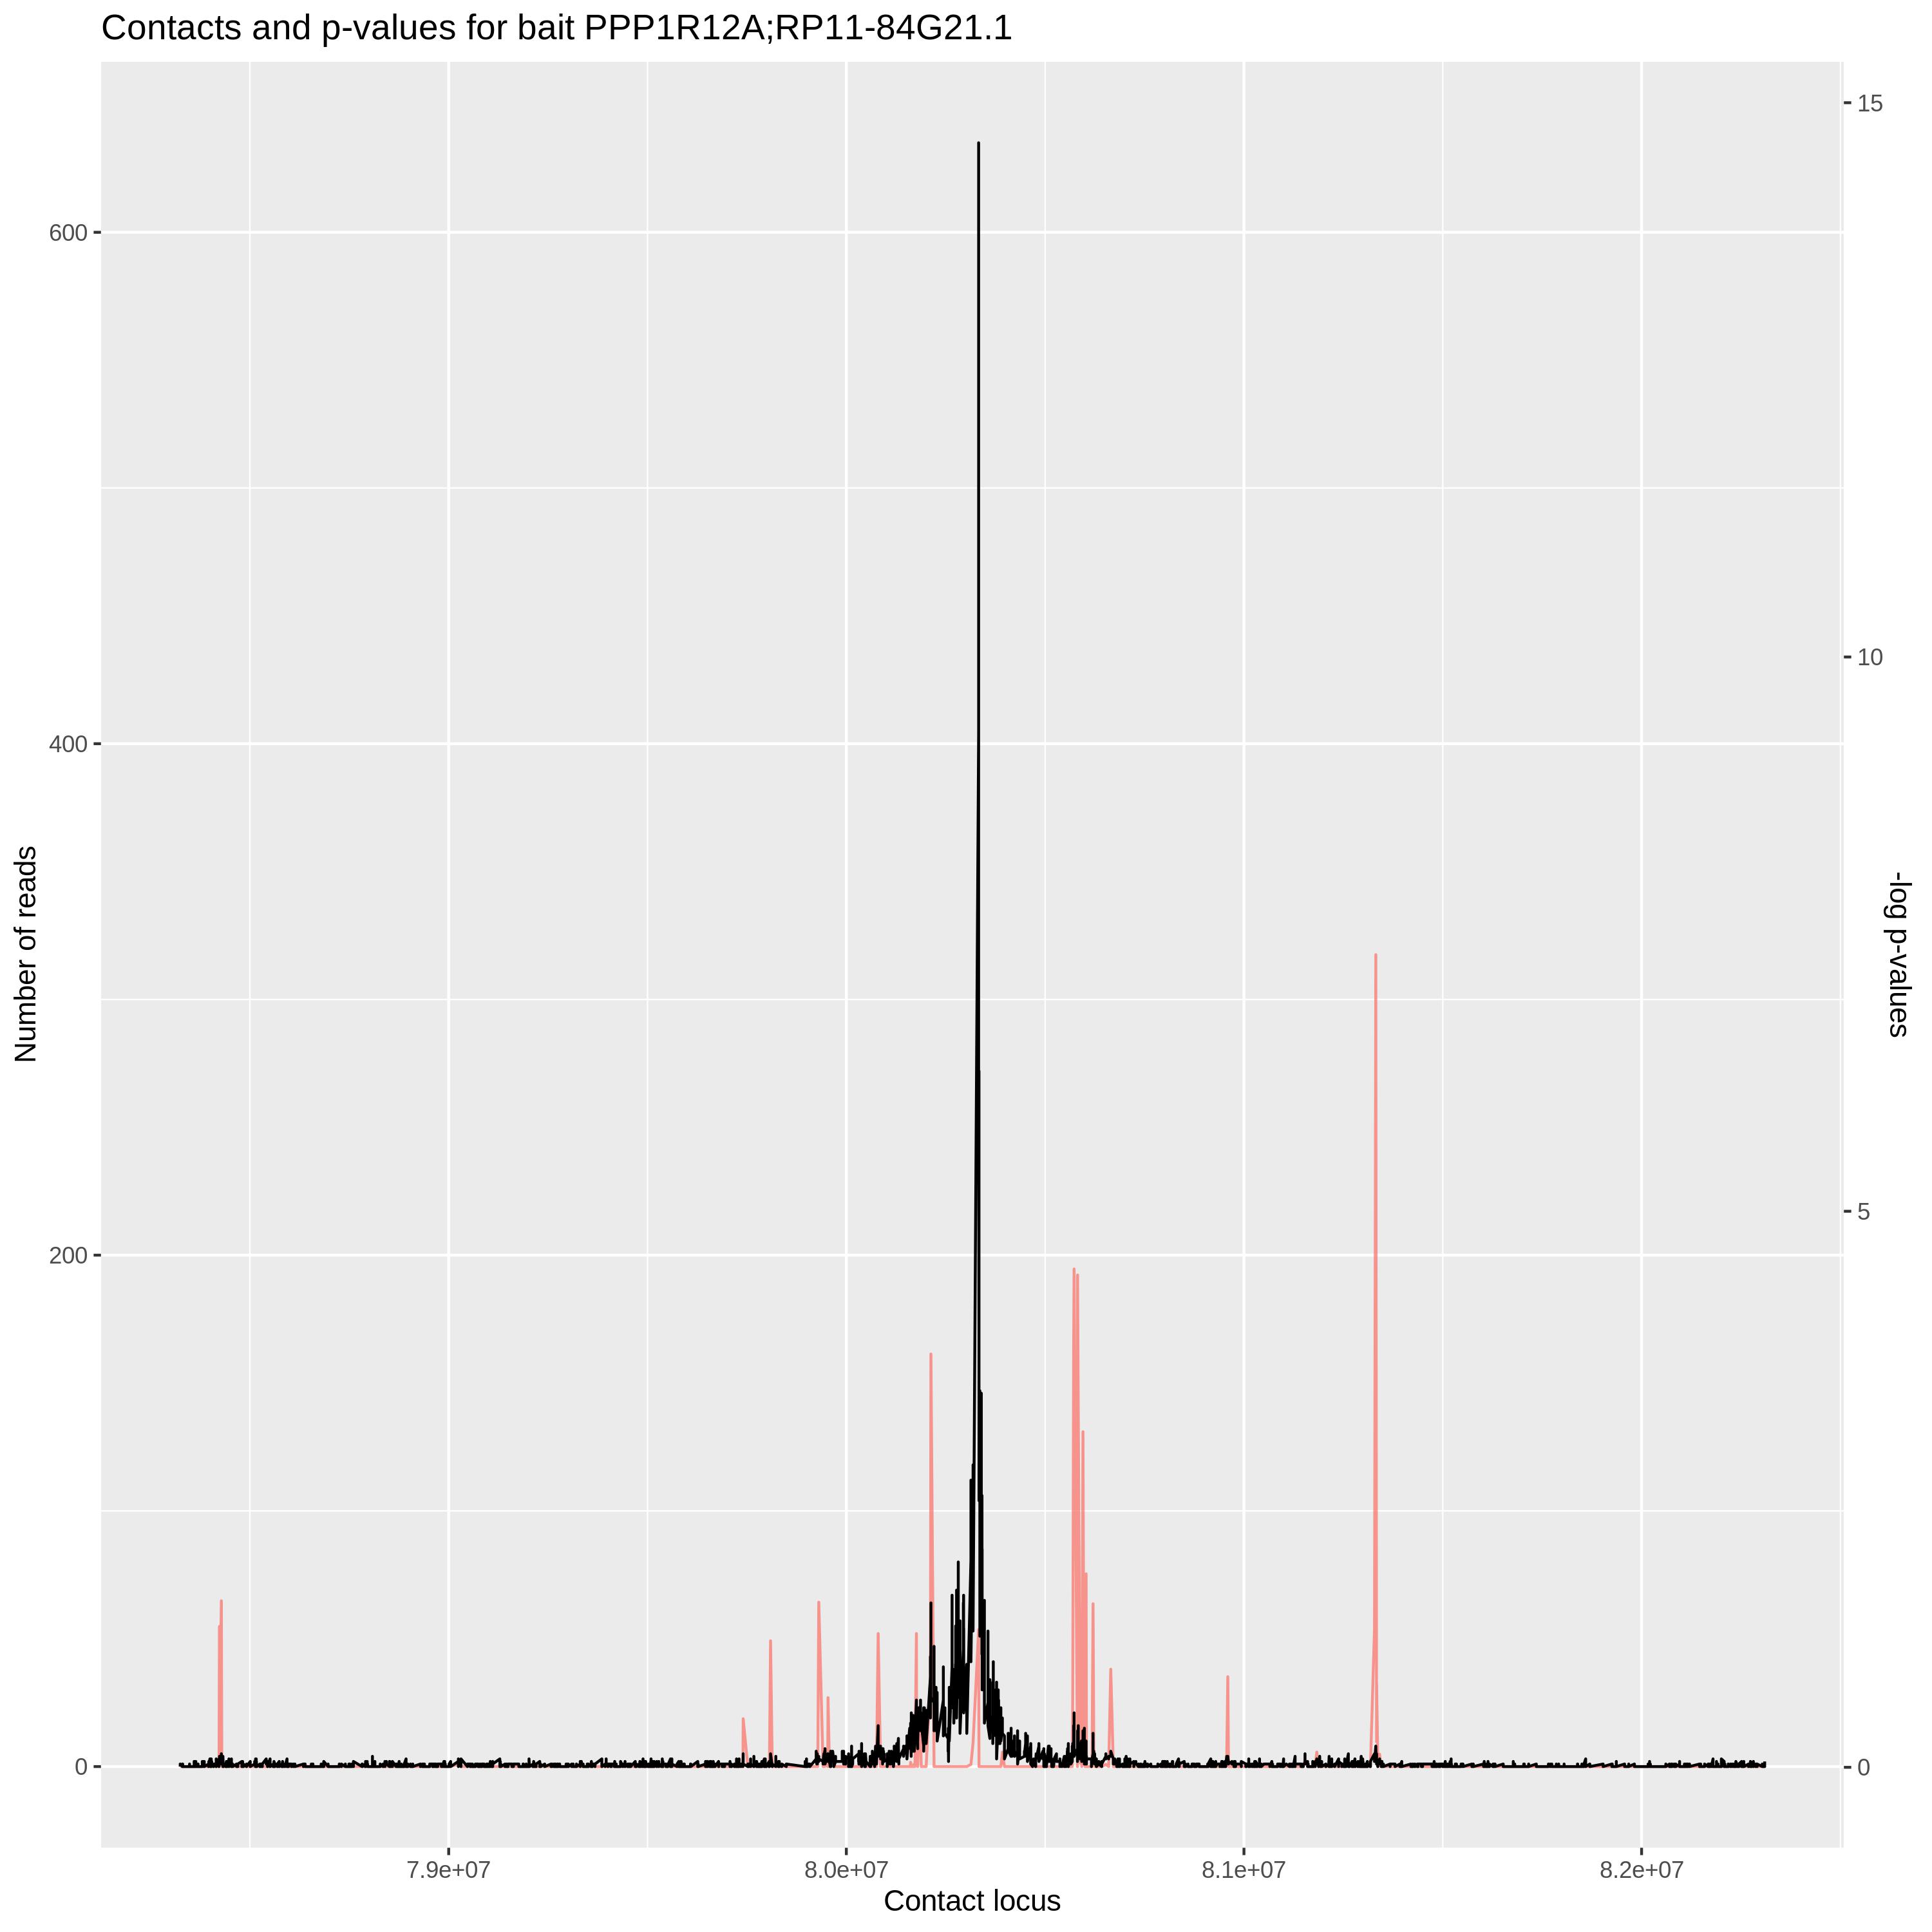 Contacts and p-values for bait PPP1R12A;RP11-84G21.1
600
400
200
0
15
10
5
0
Number of reads
-log p-values
7.9e+07
8.0e+07
8.1e+07
8.2e+07
Contact locus